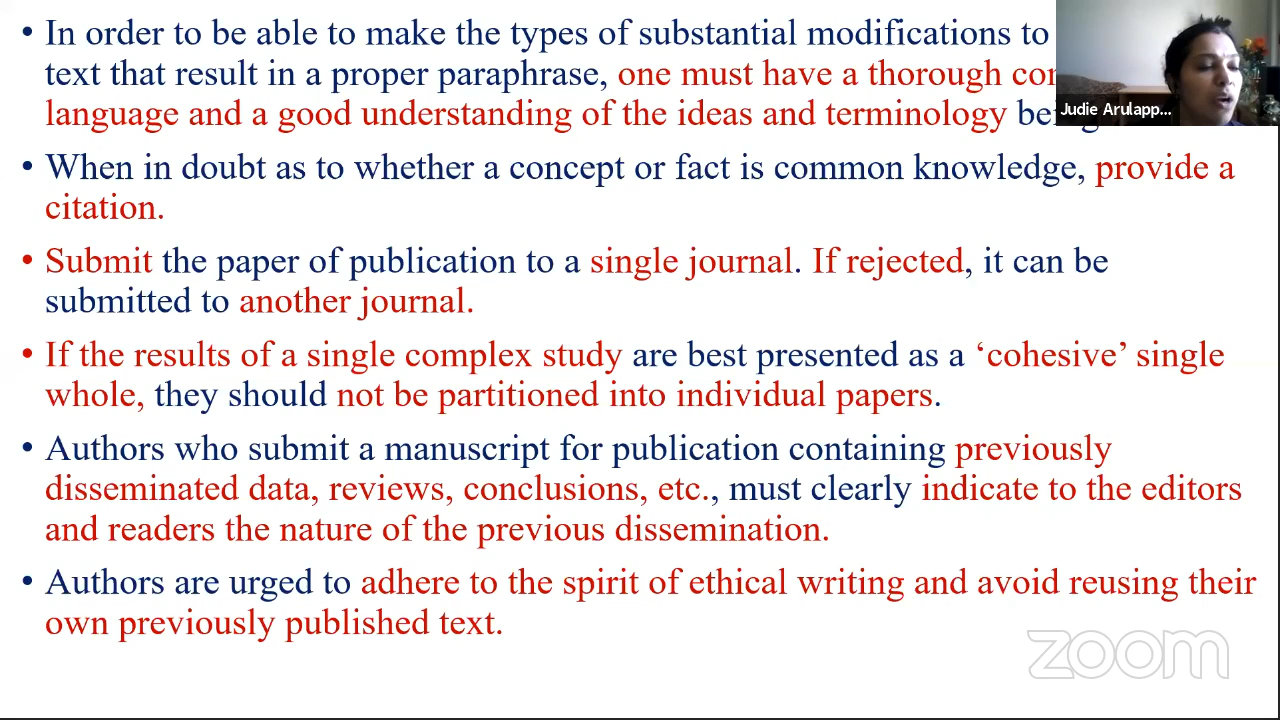 • In order to be able to make the types of substantial modifications to
text that result in a proper paraphrase, one must have a thorough
language and a good understanding of the ideas and terminology
• When in doubt as to whether a concept or fact is common knowledge, provide a
citation.
• Submit the paper of publication to a single journal. If rejected, it can be
submitted to another journal.
• If the results of a single complex study are best presented as a ‘cohesive’ single
whole, they should not be partitioned into individual papers.
• Authors who submit a manuscript for publication containing previously
disseminated data, reviews, conclusions, etc., must clearly indicate to the editors
and readers the nature of the previous dissemination.
• Authors are urged to adhere to the spirit of ethical writing and avoid reusing their
own previously published text.
Judie Arulapp...
zoom